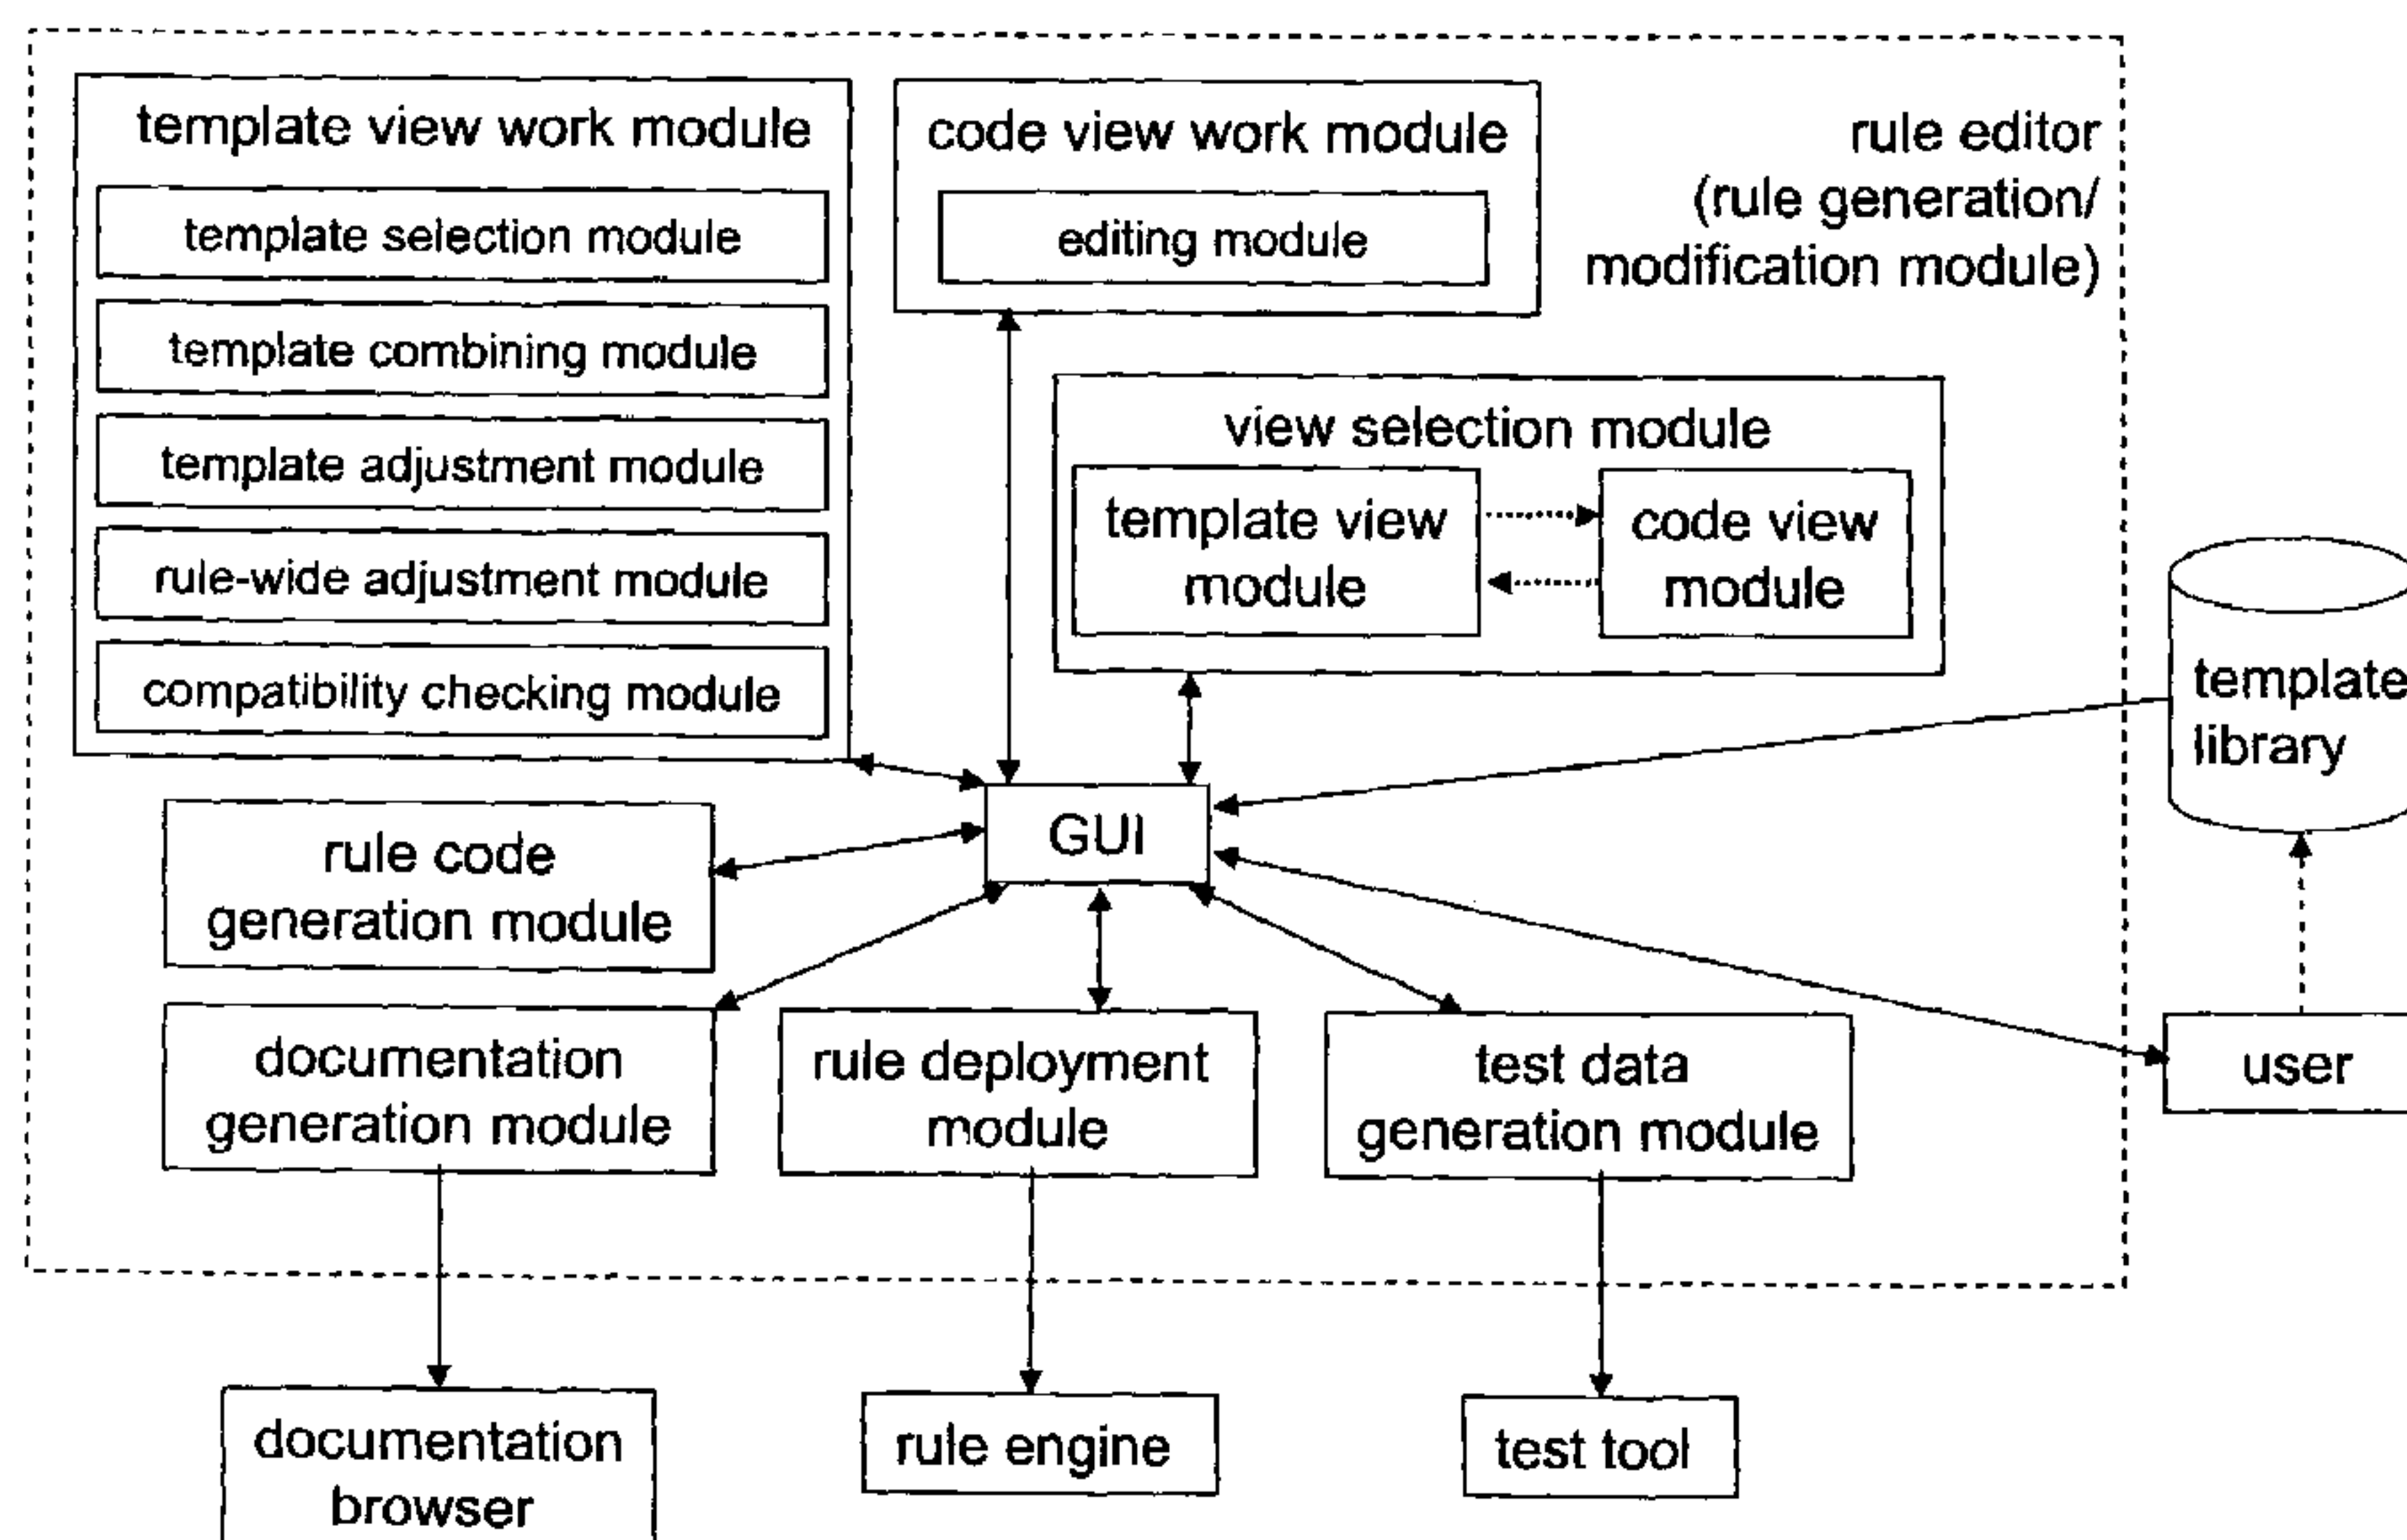 template view work module
template selection module
template combining module
template adjustment module
rule-wide adjustment module
compatibility checking module
code view work module
editing module
rule editor
(rule generation/
modification module)
view selection module
template view
module
code view
module
template
library
GUI
rule code
generation module
documentation
generation module
rule deployment
module
test data
generation module
user
documentation
browser
rule engine
test tool